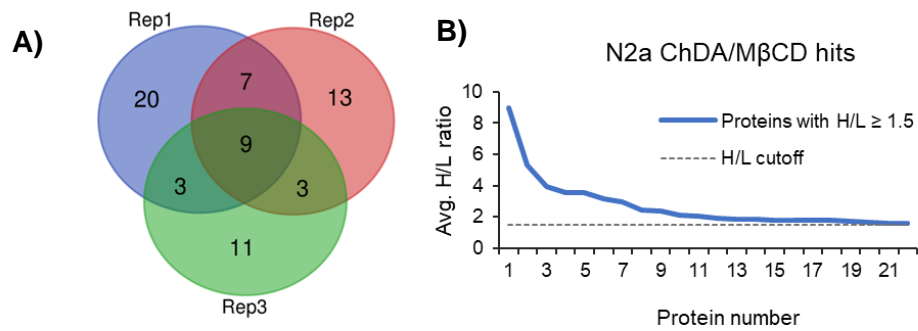 A)
Rep1
Rep2
20
7
13
9
3
3
11
Rep3
B)
N2a ChDA/MβCD hits
10
8
6
4
2
0
Avg. H/L ratio
Proteins with H/L ≥ 1.5
H/L cutoff
1 3 5 7 9 11 13 15 17 19 21
Protein number